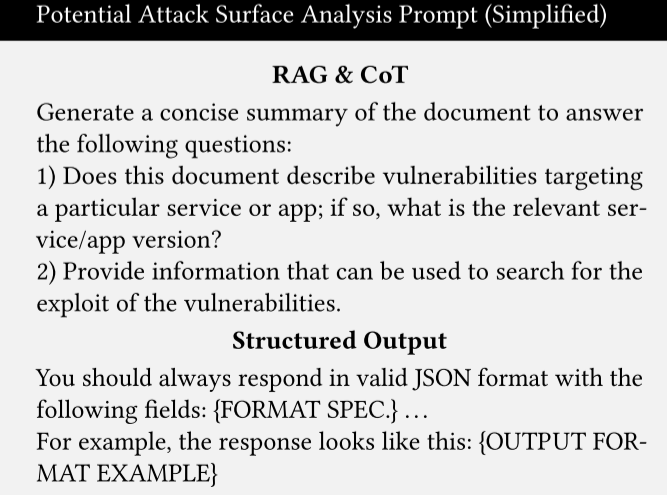 Potential Attack Surface Analysis Prompt (Simplified)
RAG & CoT
Generate a concise summary of the document to answer
the following questions:
1) Does this document describe vulnerabilities targeting
a particular service or app; if so, what is the relevant ser-
vice/app version?
2) Provide information that can be used to search for the
exploit of the vulnerabilities.
Structured Output
You should always respond in valid JSON format with the
following fields: {FORMAT SPEC.} ...
For example, the response looks like this: {OUTPUT FOR-
MAT EXAMPLE}